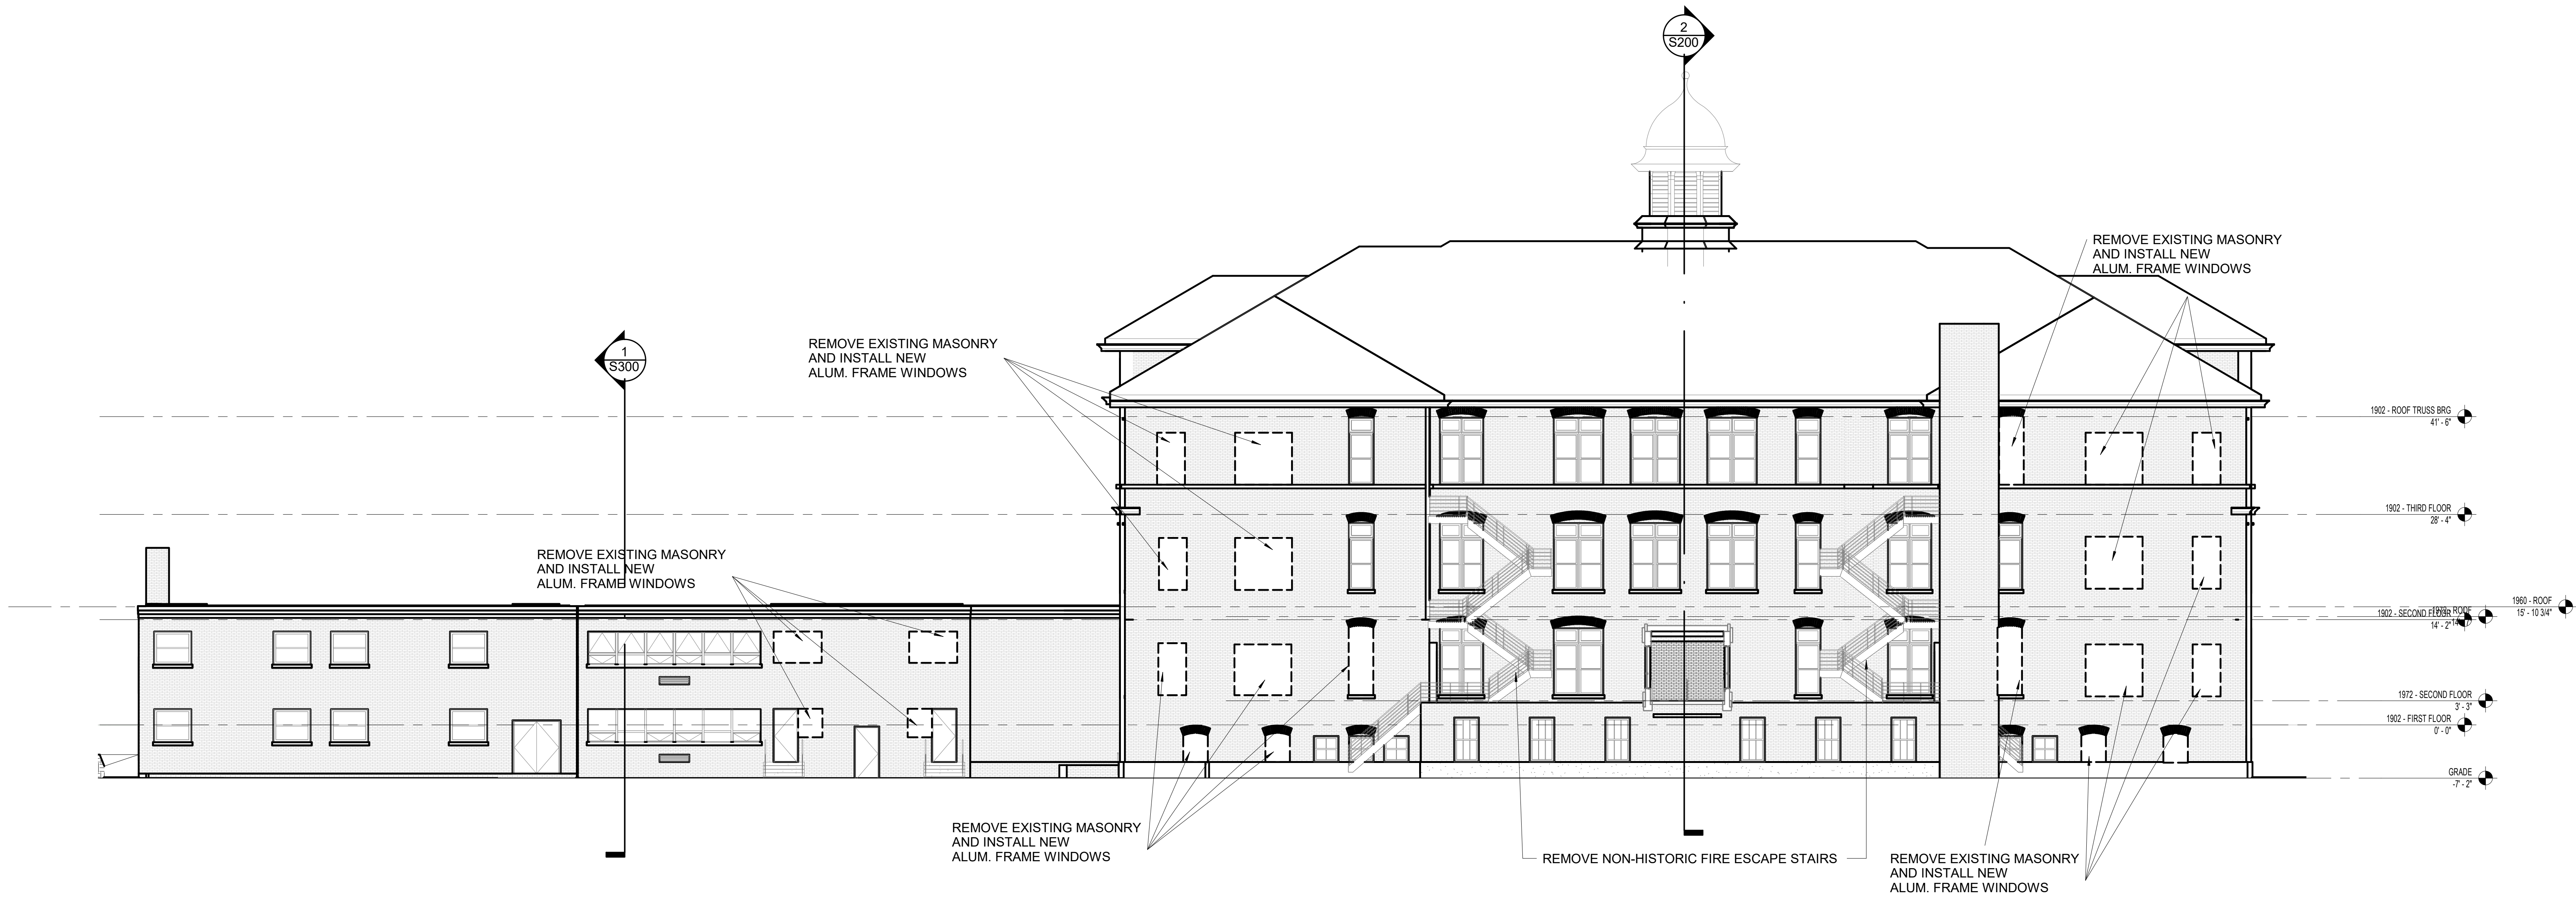 2
S200
REMOVE EXISTING MASONRY
AND INSTALL NEW
ALUM. FRAME WINDOWS
REMOVE EXISTING MASONRY
AND INSTALL NEW
ALUM. FRAME WINDOWS
1
S300
1902 - ROOF TRUSS BRG
41' - 6"
1902 - THIRD FLOOR
28' - 4"
REMOVE EXISTING MASONRY
AND INSTALL NEW
ALUM. FRAME WINDOWS
1960 - ROOF
15' - 10 3/4"
1902 - SECOND FLOOR
14' - 2"
1972 - SECOND FLOOR
3' - 3"
1902 - FIRST FLOOR
0' - 0"
GRADE
-7' - 2"
REMOVE EXISTING MASONRY
AND INSTALL NEW
ALUM. FRAME WINDOWS
REMOVE NON-HISTORIC FIRE ESCAPE STAIRS
REMOVE EXISTING MASONRY
AND INSTALL NEW
ALUM. FRAME WINDOWS